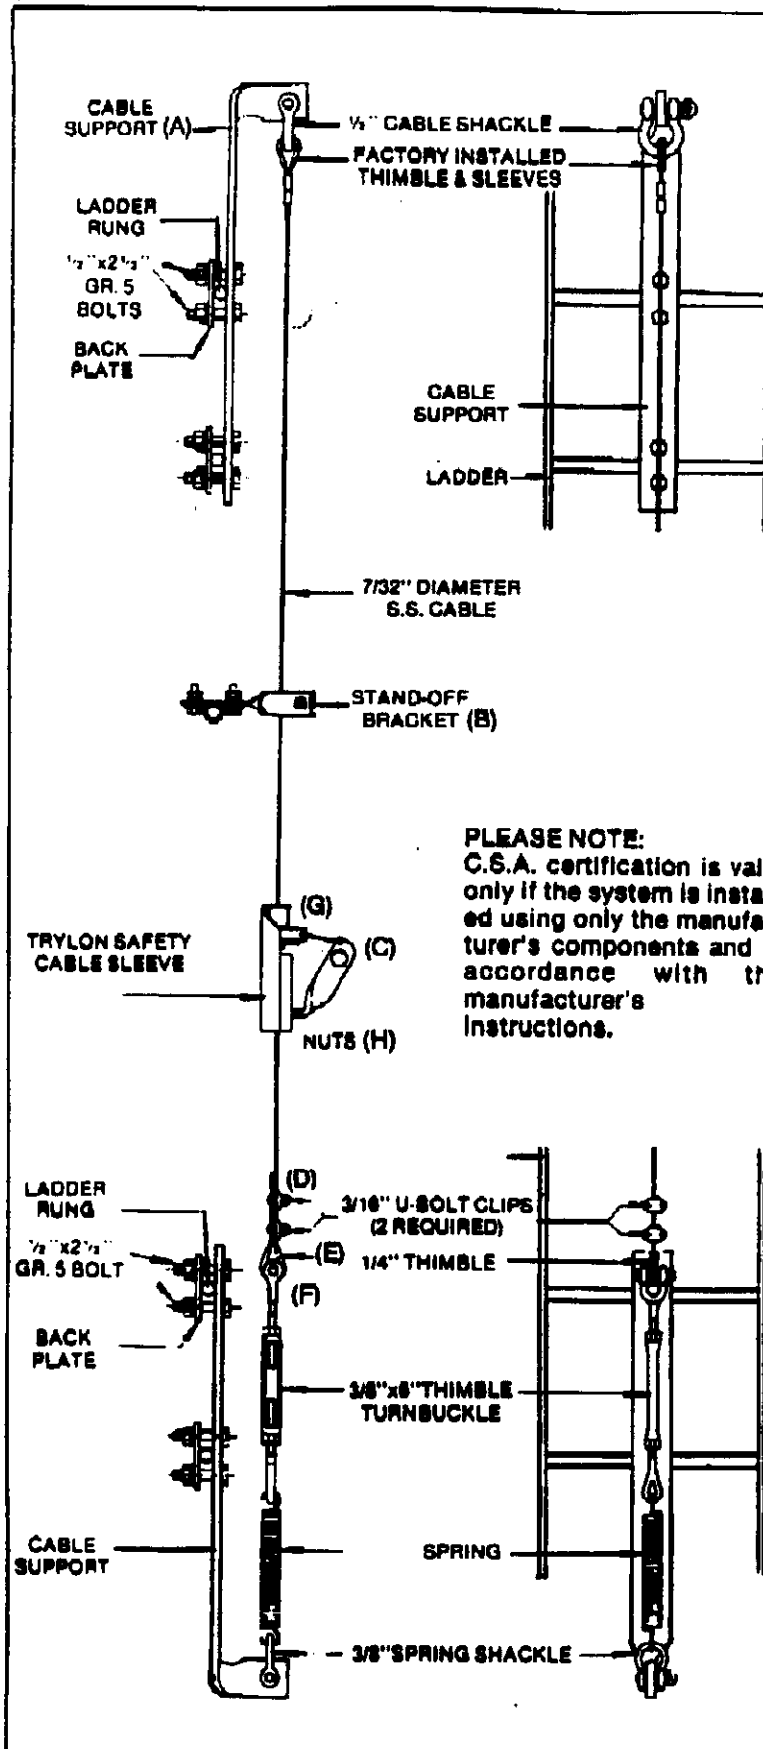 CABLE
SUPPORT (A)
½" CABLE SHACKLE
FACTORY INSTALLED
THIMBLE & SLEEVES
LADDER
RUNG
½"x2½"
GR. 5
BOLTS
BACK
PLATE
CABLE
SUPPORT
LADDER
7/32" DIAMETER
S.S. CABLE
STAND-OFF
BRACKET (B)
PLEASE NOTE:
C.S.A. certification is val
only if the system is insta
ed using only the manufa
turer's components and
accordance with th
manufacturer's
Instructions.
(G)
(C)
TRYLON SAFETY
CABLE SLEEVE
NUTS (H)
(D)
LADDER
RUNG
3/16" U-BOLT CLIPS
(2 REQUIRED)
½"x2½"
GR. 5 BOLT
(E)
1/4" THIMBLE
(F)
BACK
PLATE
3/8"x6" THIMBLE
TURNBUCKLE
CABLE
SUPPORT
SPRING
3/8" SPRING SHACKLE